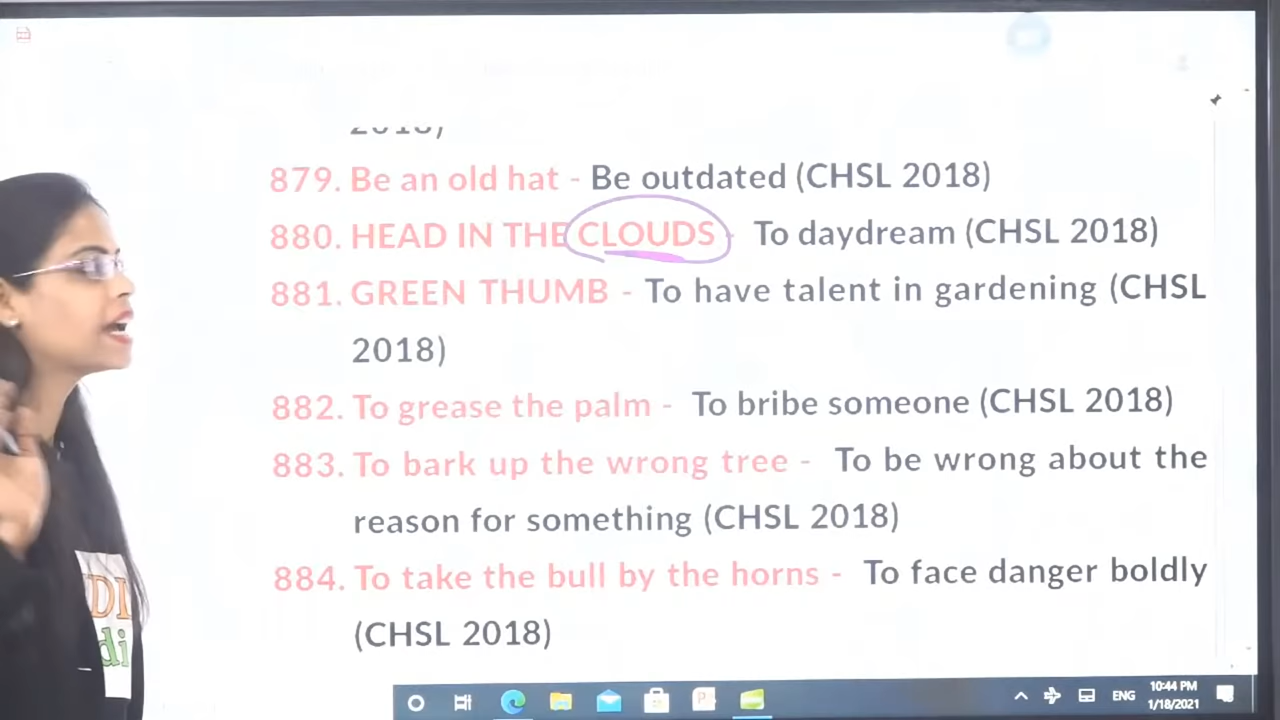 2018)
879. Be an old hat - Be outdated (CHSL 2018)
880. HEAD IN THE CLOUDS - To daydream (CHSL 2018)
881. GREEN THUMB - To have talent in gardening (CHSL
2018)
882. To grease the palm - To bribe someone (CHSL 2018)
883. To bark up the wrong tree - To be wrong about the
reason for something (CHSL 2018)
884. To take the bull by the horns - To face danger boldly
(CHSL 2018)
DI
di
ENG
10:44 PM
1/18/2021